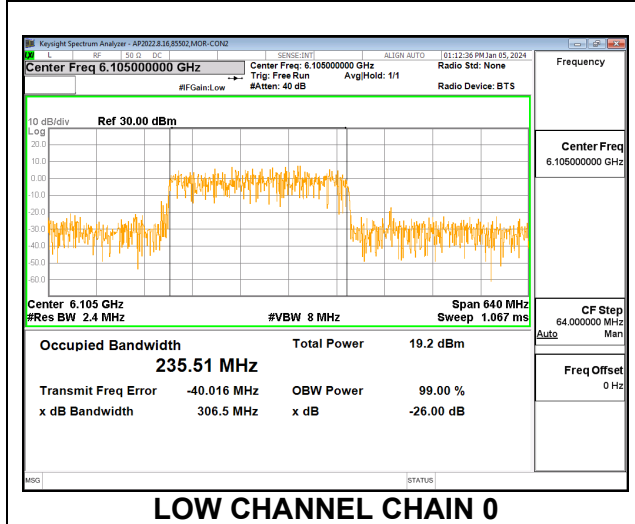 Keysight Spectrum Analyzer - AP2022.8.16,85502,MOR-CON2
L RF 50 Ω DC SENSE:INT ALIGN AUTO 01:12:36 PM Jan 05, 2024
Center Freq 6.105000000 GHz Center Freq: 6.105000000 GHz Radio Std: None Frequency
Trig: Free Run Avg|Hold: 1/1
#IFGain:Low #Atten: 40 dB Radio Device: BTS
10 dB/div Ref 30.00 dBm
Log
20.0
10.0
0.00
-10.0
-20.0
-30.0
-40.0
-50.0
-60.0
Center Freq
6.105000000 GHz
Center 6.105 GHz Span 640 MHz
#Res BW 2.4 MHz #VBW 8 MHz Sweep 1.067 ms
CF Step
64.000000 MHz
Auto Man
Occupied Bandwidth Total Power 19.2 dBm
235.51 MHz
Transmit Freq Error -40.016 MHz OBW Power 99.00 %
x dB Bandwidth 306.5 MHz x dB -26.00 dB
Freq Offset
0 Hz
MSG STATUS
LOW CHANNEL CHAIN 0